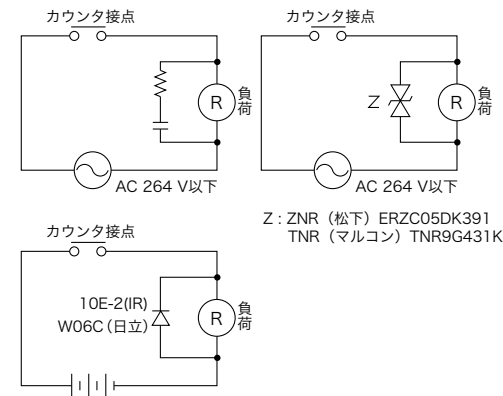 カウンタ接点
R
負荷
AC 264 V以下
カウンタ接点
Z
R
負荷
AC 264 V以下
Z : ZNR（松下）ERZC05DK391
TNR（マルコン）TNR9G431K
カウンタ接点
10E-2(IR)
W06C（日立）
R
負荷